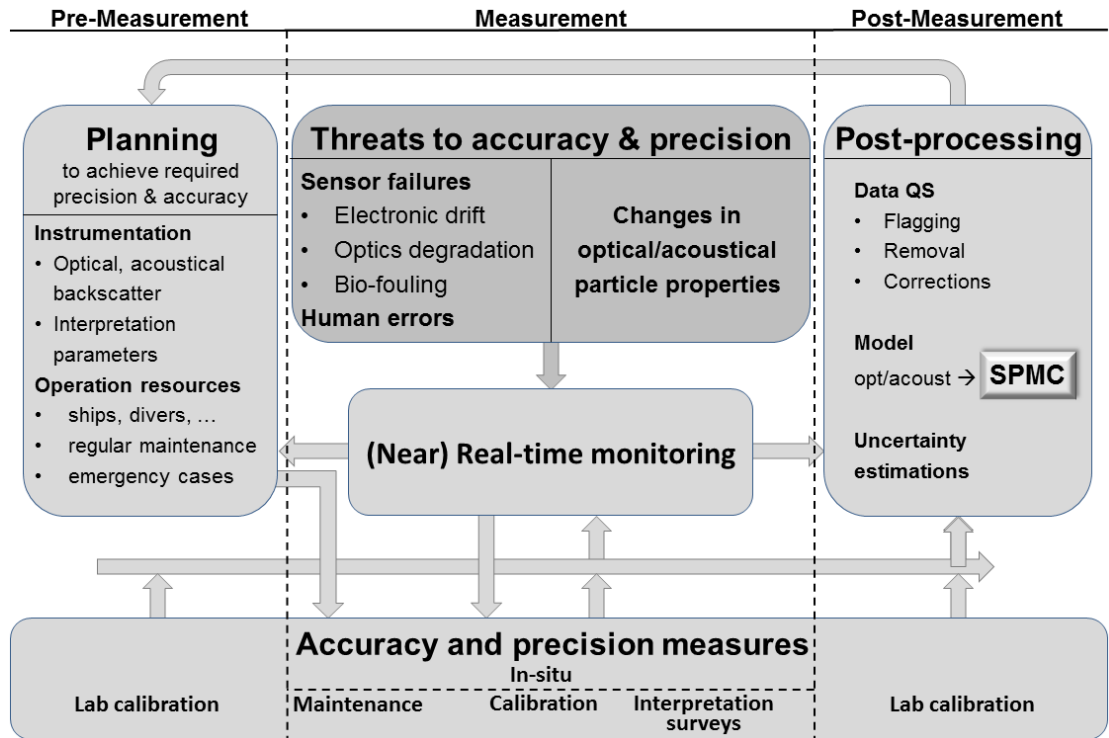 Pre-Measurement
Measurement
Post-Measurement
Planning
to achieve required
precision & accuracy
Instrumentation
• Optical, acoustical
backscatter
• Interpretation
parameters
Operation resources
• ships, divers, ...
• regular maintenance
• emergency cases
Threats to accuracy & precision
Sensor failures
• Electronic drift
• Optics degradation
• Bio-fouling
Human errors
Changes in
optical/acoustical
particle properties
(Near) Real-time monitoring
Post-processing
Data QS
• Flagging
• Removal
• Corrections
Model
opt/acoust → SPMC
Uncertainty
estimations
Accuracy and precision measures
In-situ
Lab calibration
Maintenance
Calibration
Interpretation
surveys
Lab calibration